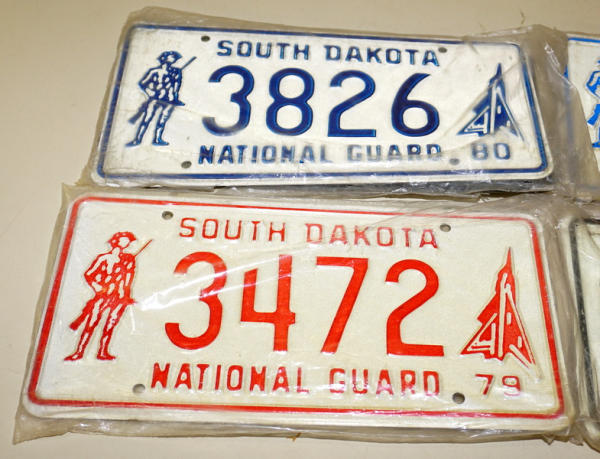 SOUTH DAKOTA
3826
NATIONAL GUARD 80
SOUTH DAKOTA
3472
NATIONAL GUARD 79